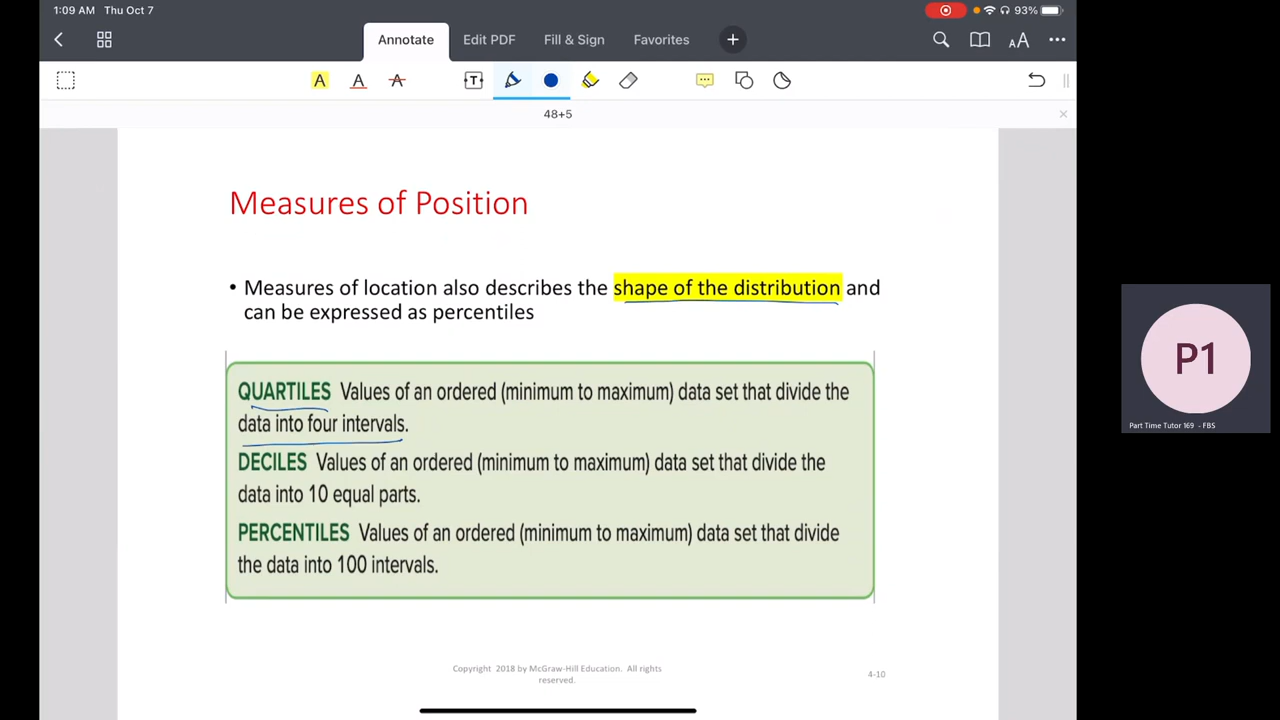 1:09 AM Thu Oct 7
93%
Annotate
Edit PDF
Fill & Sign
Favorites
AA
A
A
A
T
48+5
Measures of Position
• Measures of location also describes the shape of the distribution and
can be expressed as percentiles
QUARTILES Values of an ordered (minimum to maximum) data set that divide the
data into four intervals.
DECILES Values of an ordered (minimum to maximum) data set that divide the
data into 10 equal parts.
PERCENTILES Values of an ordered (minimum to maximum) data set that divide
the data into 100 intervals.
Copyright 2018 by McGraw-Hill Education. All rights
reserved.
4-10
P1
Part Time Tutor 169 - FBS